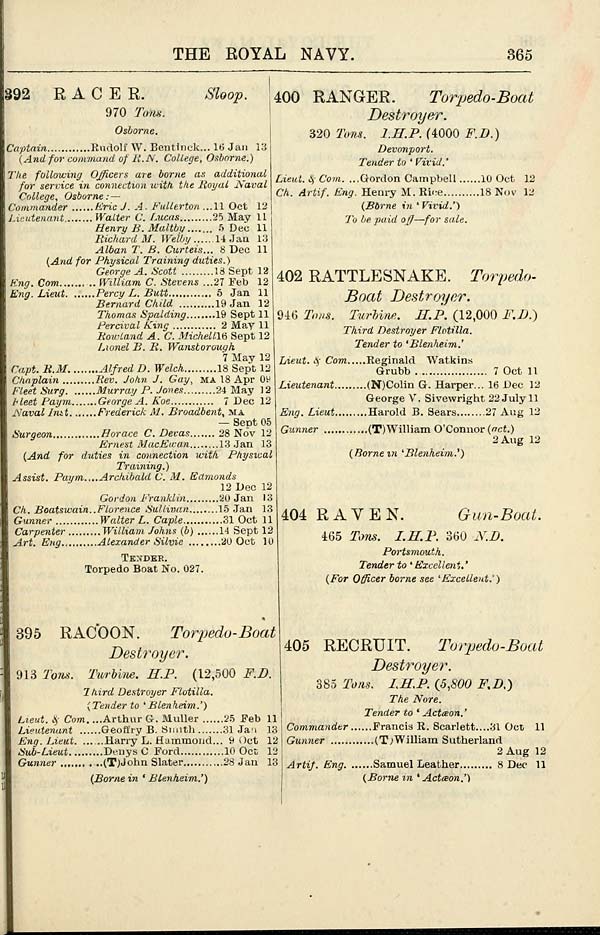 THE ROYAL NAVY.
365
392 RACER. Sloop.
970 Tons.
Osborne.
Captain............Rudolf W. Bentinck... 16 Jan 13
(And for command of R.N. College, Osborne.)
The following Officers are borne as additional
for service in connection with the Royal Naval
College, Osborne:—
Commander ......Eric J. A. Fullerton ...11 Oct 12
Lieutenant........Walter C. Lucas.........25 May 11
Henry B. Maltby ...... 5 Dec 11
Richard M. Welby ......14 Jan 13
Alban T. B. Curteis... 8 Dec 11
(And for Physical Training duties.)
George A. Scott .........18 Sept 12
Eng. Com..........William C. Stevens ...27 Feb 12
Eng. Lieut. ......Percy L. Butt............ 5 Jan 11
Bernard Child ..........19 Jan 12
Thomas Spalding........19 Sept 11
Percival King ............ 2 May 11
Rowland A. C. Michell 16 Sept 12
Lionel B. R. Wansborough
7 May 12
Capt. R.M. ........Alfred D. Welch.........18 Sept 12
Chaplain .........Rev. John J. Gay, MA 18 Apr 09
Fleet Surg. ......Murray P. Jones.........24 May 12
Fleet Paym.......George A. Koe............ 7 Dec 12
Naval Inst. ......Frederick M. Broadbent, MA
— Sept 05
Surgeon.............Horace C. Devas....... 28 Nov 12
Ernest MacEwan........13 Jan 13
(And for duties in connection with Physical
Training.)
Assist. Paym....Archibald C. M. Edmonds
12 Dec 12
Gordon Franklin.........20 Jan 13
Ch. Boatswain..Florence Sullivan........15 Jan 13
Gunner ............Walter L. Caple...........31 Oct 11
Carpenter .........William Johns (b) ......14 Sept 12
Art. Eng..........Alexander Silvie ........20 Oct 10
TENDER.
Torpedo Boat No. 027.
395 RACOON. Torpedo-Boat
Destroyer.
913 Tons. Turbine. H.P. (12,500 F.D.
Third Destroyer Flotilla.
(Tender to 'Blenheim.')
Lieut. & Com. ...Arthur G. Muller ......25 Feb 11
Lieutenant ......Geoffry B. Smith.......31 Jan 13
Eng. Lieut. ......Harry L. Hammond... 9 Oct 12
Sub-Lieut.........Denys C Ford............10 Oct 12
Gunner ..........(T)John Slater...........28 Jan 13
(Borne in 'Blenheim.')
400 RANGER. Torpedo-Boat
Destroyer.
320 Tons. I.H.P. (4000 F.D.)
Devonport.
Tender to 'Vivid.'
Lieut. & Com. ...Gordon Campbell ......10 Oct 12
Ch. Artif. Eng. Henry M. Rice..........18 Nov 12
(Borne in 'Vivid.')
To be paid off—for sale.
402 RATTLESNAKE. Torpedo-
Boat Destroyer.
946 Tons. Turbine. H.P. (12,000 F.D.)
Third Destroyer Flotilla.
Tender to 'Blenheim.'
Lieut. & Com.....Reginald Watkins
Grubb .................. 7 Oct 11
Lieutenant.........(N)Colin G. Harper... 16 Dec 12
George V. Sivewright 22 July 11
Eng. Lieut.........Harold B. Sears........27 Aug 12
Gunner ............(T)William O'Connor (act.)
2 Aug 12
(Borne in 'Blenheim.')
404 RAVEN. Gun-Boat.
465 Tons. I.H.P. 360 N.D.
Portsmouth.
Tender to 'Excellent.'
(For Officer borne see 'Excellent.')
405 RECRUIT. Torpedo-Boat
Destroyer.
385 Tons. I.H.P. (5,800 F.D.)
The Nore.
Tender to 'Actæon.'
Commander ......Francis R. Scarlett....31 Oct 11
Gunner ............(T)William Sutherland
2 Aug 12
Artif. Eng. ......Samuel Leather......... 8 Dec 11
(Borne in 'Actæon.')